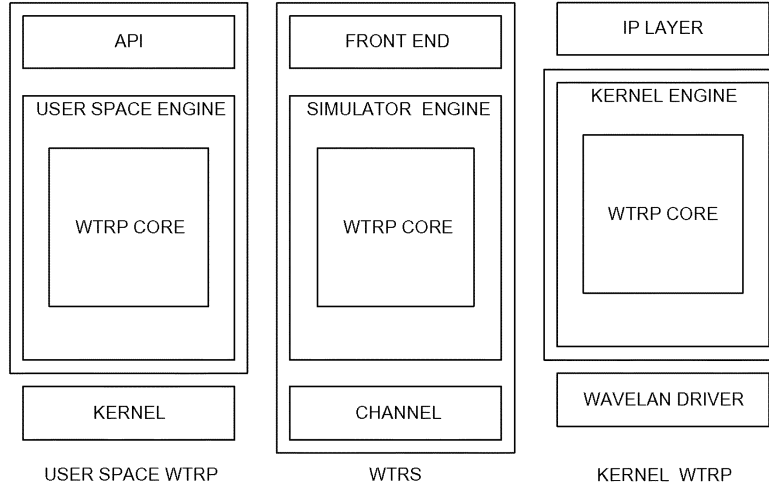 API
USER SPACE ENGINE
WTRP CORE
KERNEL
USER SPACE WTRP
FRONT END
SIMULATOR ENGINE
WTRP CORE
CHANNEL
WTRS
IP LAYER
KERNEL ENGINE
WTRP CORE
WAVELAN DRIVER
KERNEL WTRP